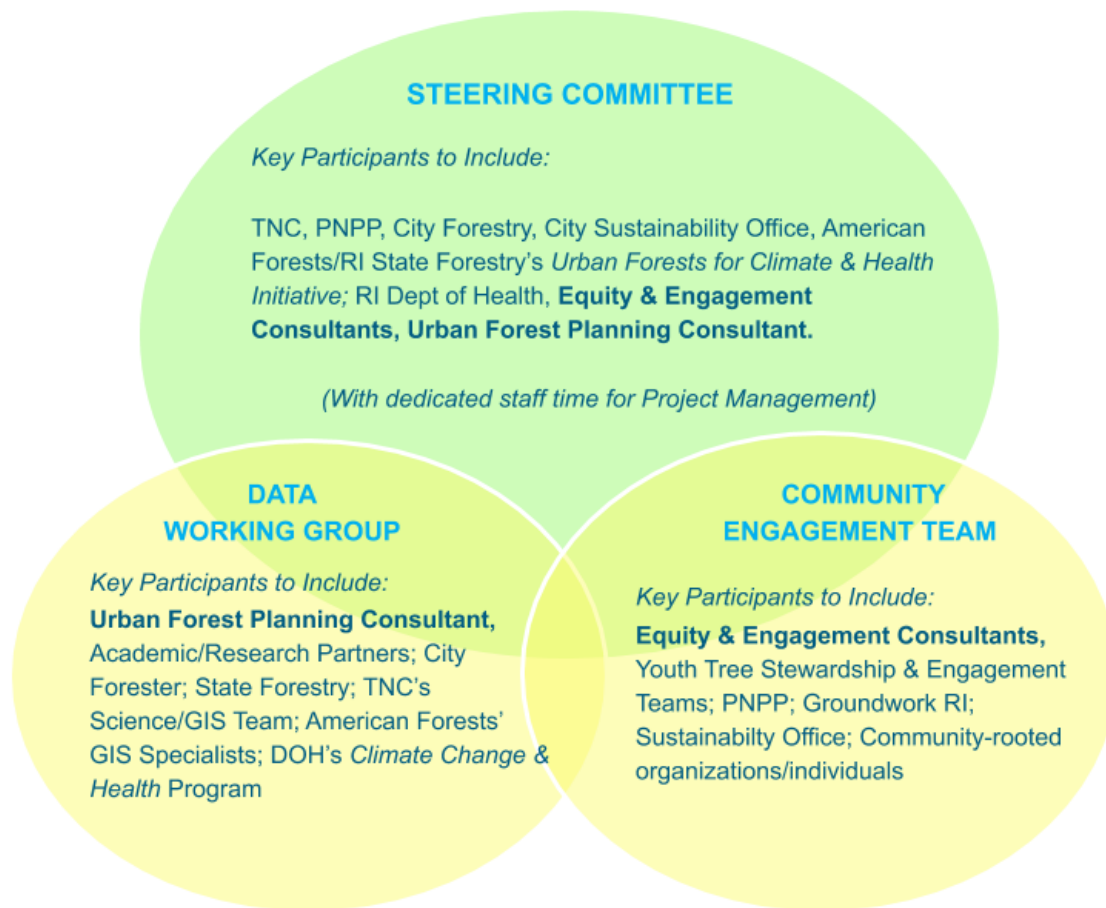 STEERING COMMITTEE
Key Participants to Include:
TNC, PNPP, City Forestry, City Sustainability Office, American
Forests/RI State Forestry’s Urban Forests for Climate & Health
Initiative; RI Dept of Health, Equity & Engagement
Consultants, Urban Forest Planning Consultant.
(With dedicated staff time for Project Management)
DATA
WORKING GROUP
Key Participants to Include:
Urban Forest Planning Consultant,
Academic/Research Partners; City
Forester; State Forestry; TNC’s
Science/GIS Team; American Forests’
GIS Specialists; DOH’s Climate Change &
Health Program
COMMUNITY
ENGAGEMENT TEAM
Key Participants to Include:
Equity & Engagement Consultants,
Youth Tree Stewardship & Engagement
Teams; PNPP; Groundwork RI;
Sustainabilty Office; Community-rooted
organizations/individuals